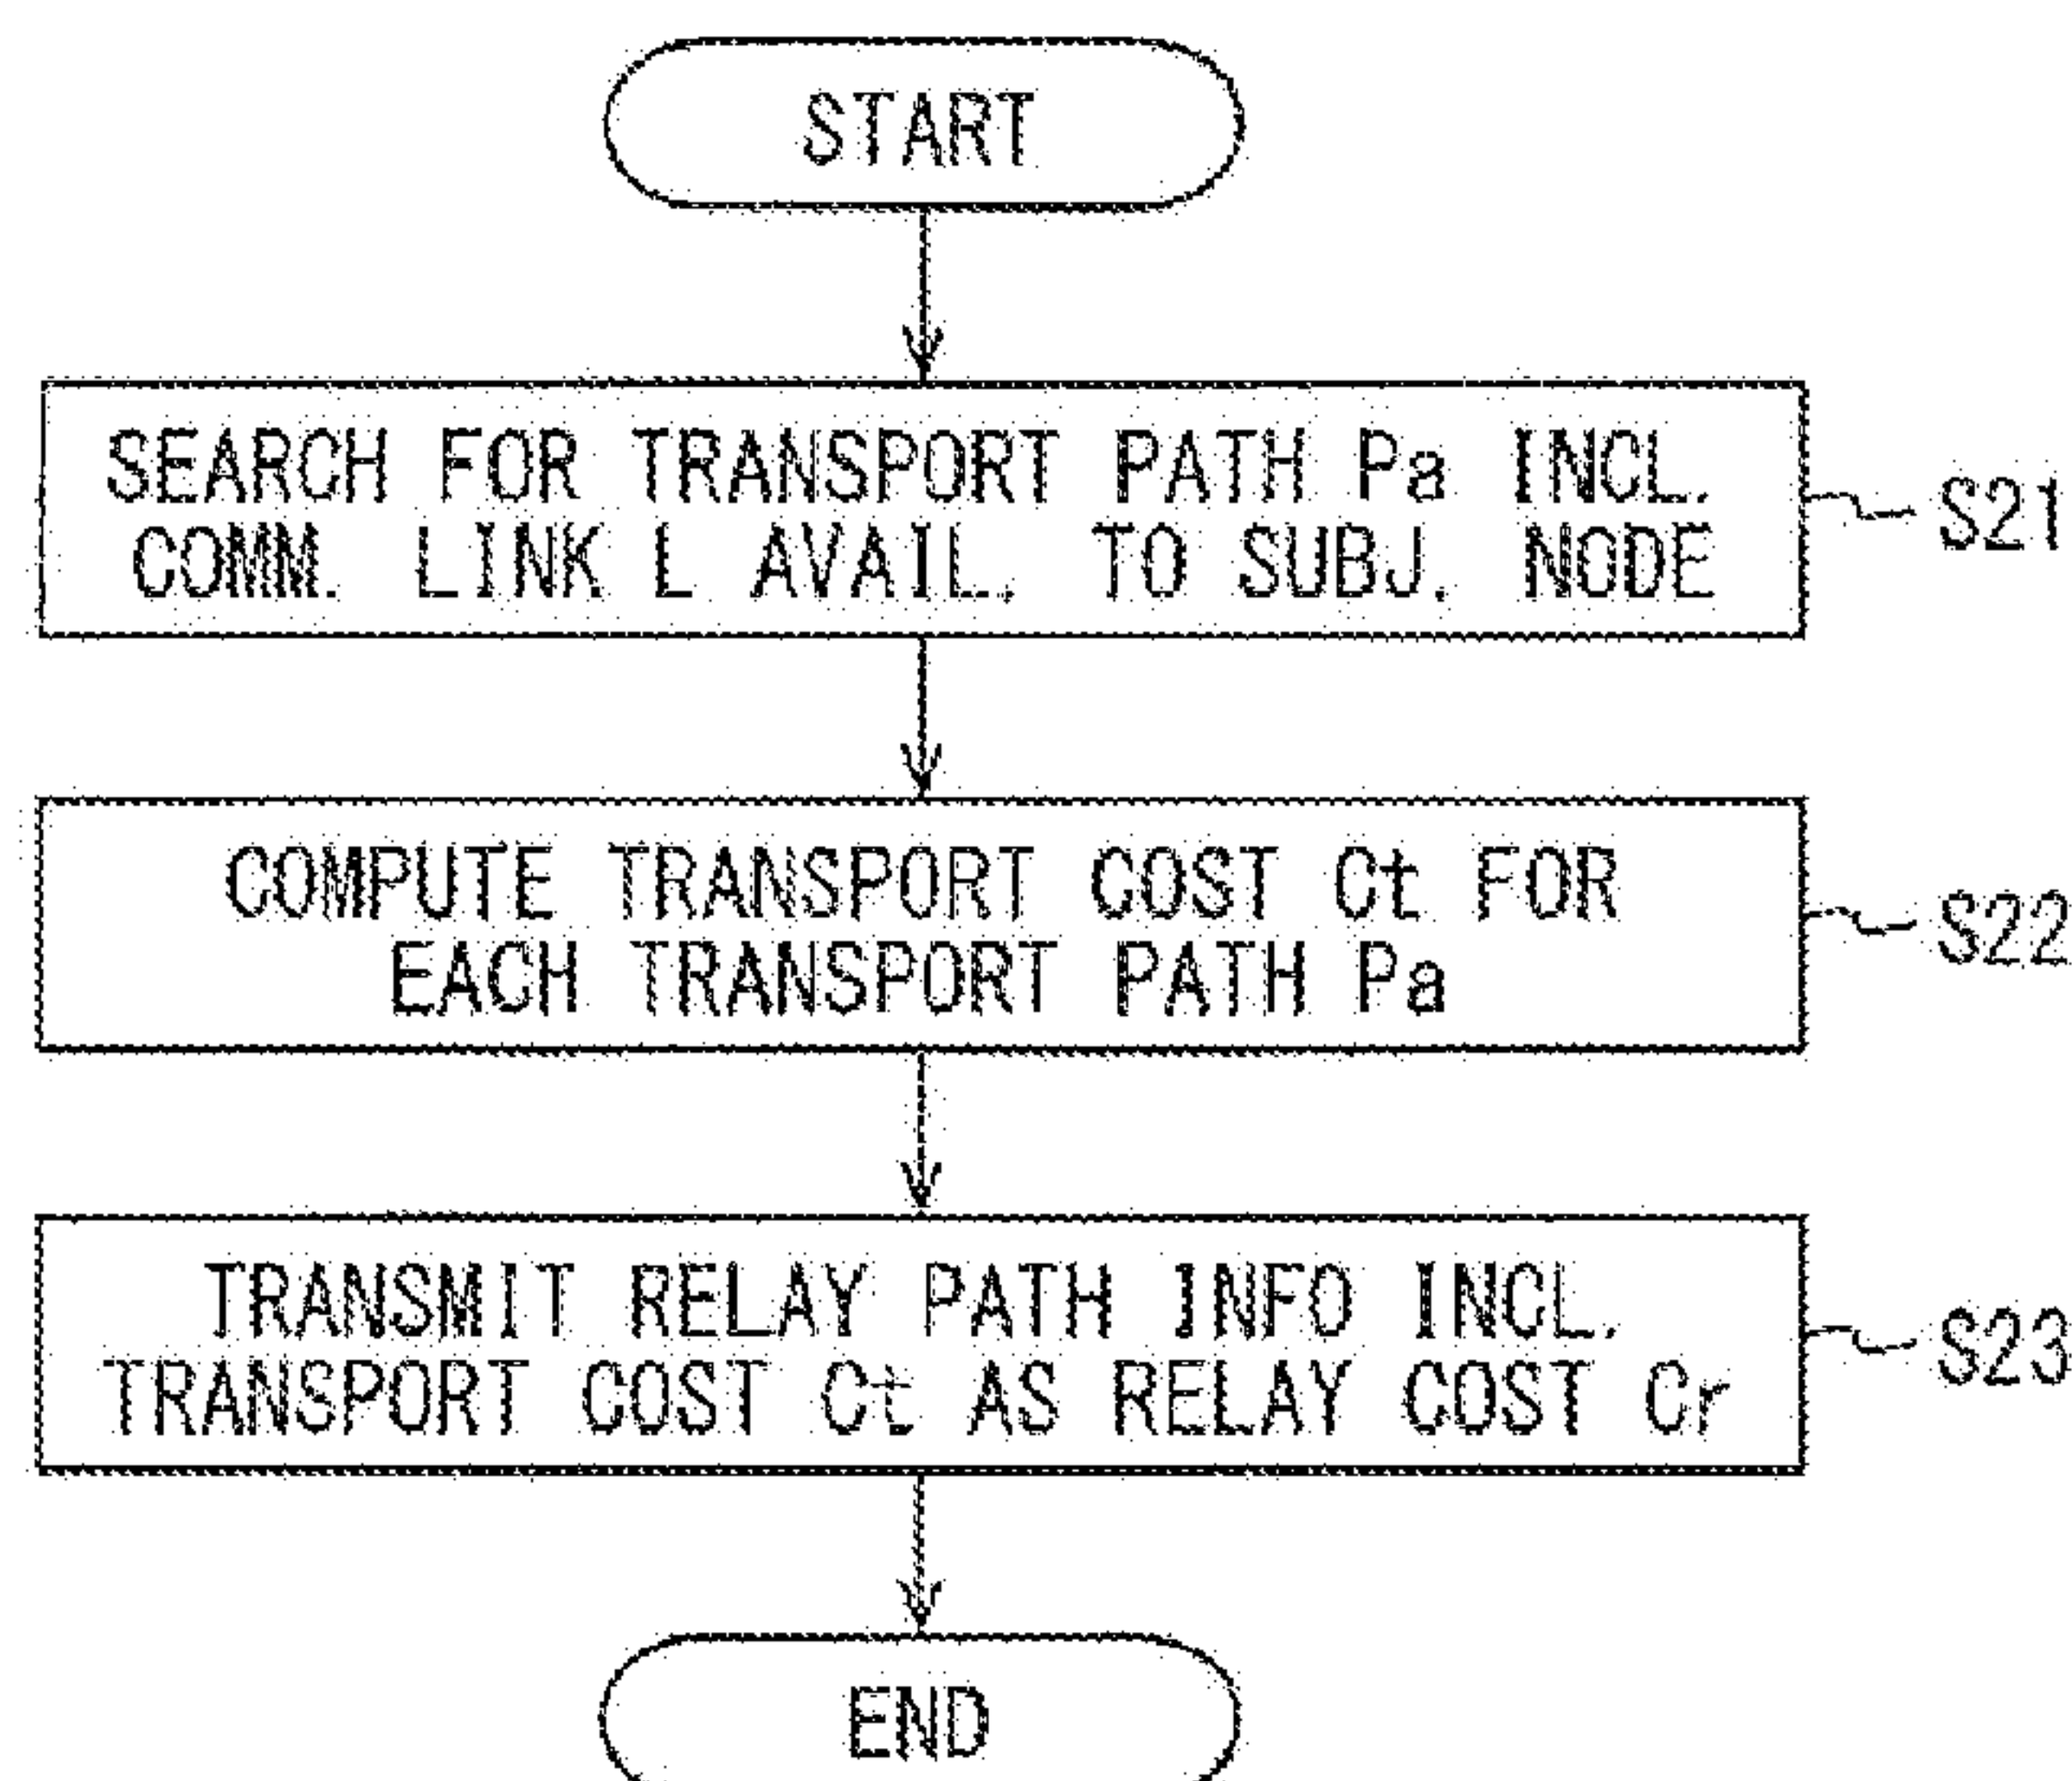 START
SEARCH FOR TRANSPORT PATH Pa INCL.
COMM. LINK L AVAIL. TO SUBJ. NODE
S21
COMPUTE TRANSPORT COST Ct FOR
EACH TRANSPORT PATH Pa
S22
TRANSMIT RELAY PATH INFO INCL.
TRANSPORT COST Ct AS RELAY COST Cr
S23
END